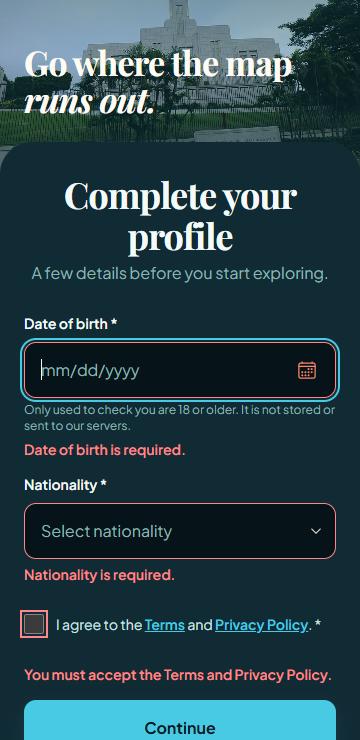 Go where the map
runs out.
Complete your
profile
A few details before you start exploring.
Date of birth *
mm/dd/yyyy
Only used to check you are 18 or older. It is not stored or
sent to our servers.
Date of birth is required.
Nationality *
Select nationality
Nationality is required.
I agree to the Terms and Privacy Policy. *
You must accept the Terms and Privacy Policy.
Continue